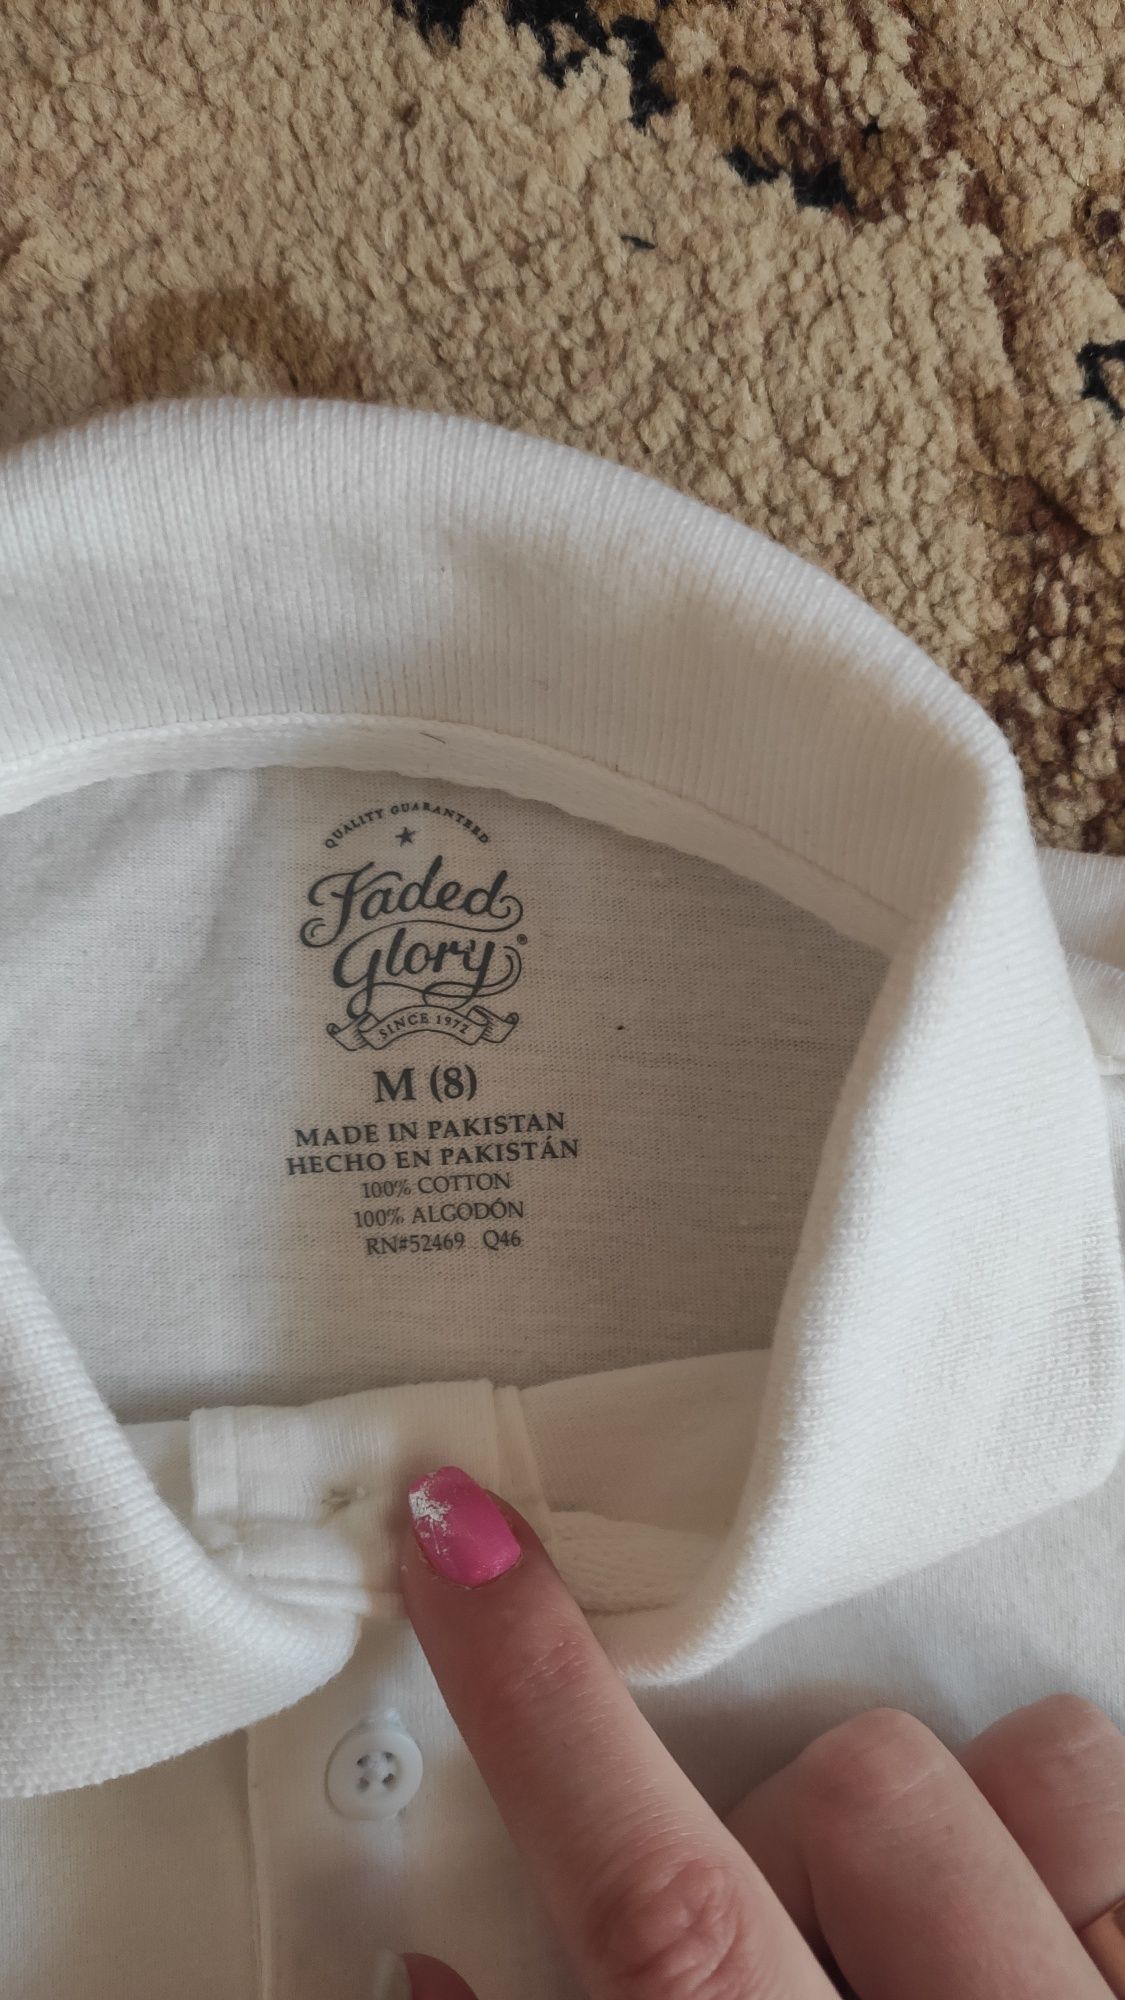 QUALITY GUARANTEED
Faded
Glory®
SINCE 1972
M (8)
MADE IN PAKISTAN
HECHO EN PAKISTÁN
100% COTTON
100% ALGODÓN
RN#52469 Q46